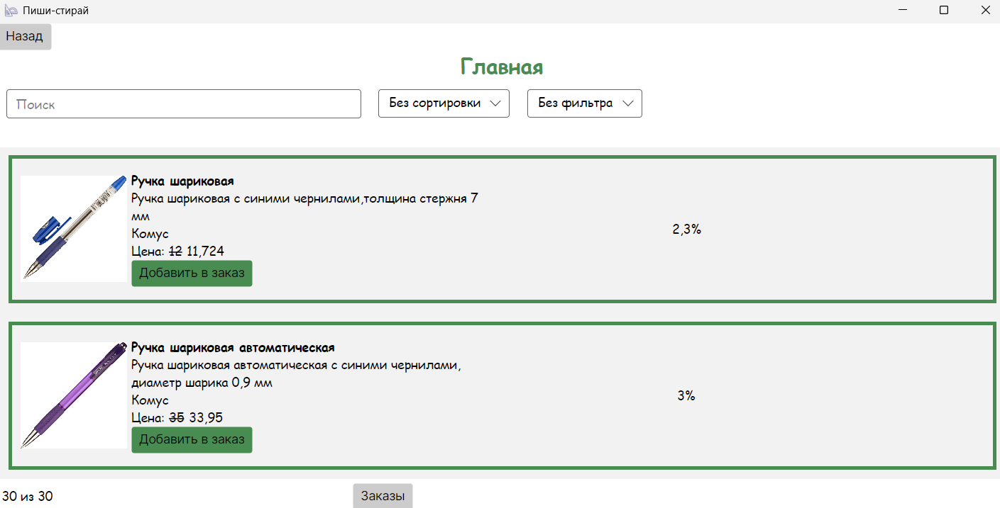 Пиши-стирай
Назад
Главная
Поиск
Без сортировки
Без фильтра
Ручка шариковая
Ручка шариковая с синими чернилами,толщина стержня 7
мм
Комус
Цена: 12 11,724
Добавить в заказ
2,3%
Ручка шариковая автоматическая
Ручка шариковая автоматическая с синими чернилами,
диаметр шарика 0,9 мм
Комус
Цена: 35 33,95
Добавить в заказ
3%
30 из 30
Заказы